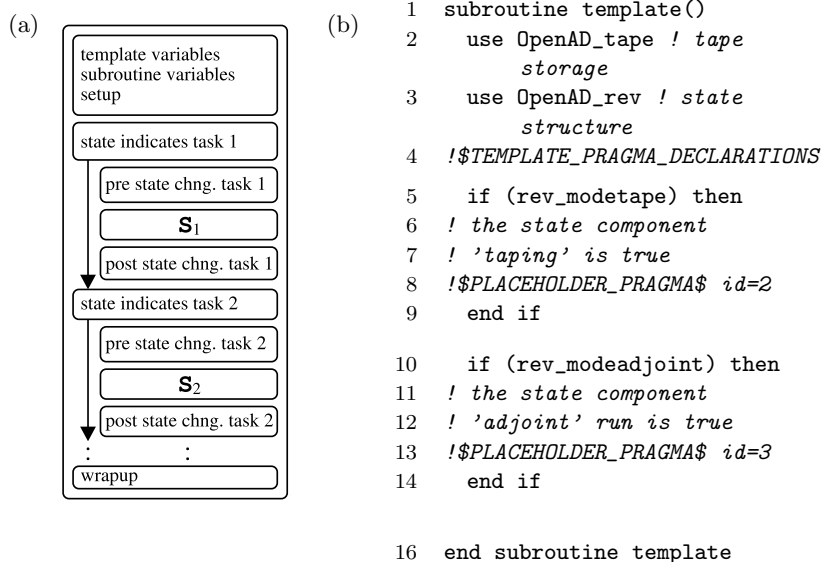 (a)
template variables
subroutine variables
setup
state indicates task 1
pre state chng. task 1
S1
post state chng. task 1
state indicates task 2
pre state chng. task 2
S2
post state chng. task 2
: :
wrapup
(b)
1 subroutine template()
2 use OpenAD_tape ! tape
storage
3 use OpenAD_rev ! state
structure
4 !$TEMPLATE_PRAGMA_DECLARATIONS
5 if (rev_modetape) then
6 ! the state component
7 ! 'taping' is true
8 !$PLACEHOLDER_PRAGMA$ id=2
9 end if
10 if (rev_modeadjoint) then
11 ! the state component
12 ! 'adjoint' run is true
13 !$PLACEHOLDER_PRAGMA$ id=3
14 end if
16 end subroutine template